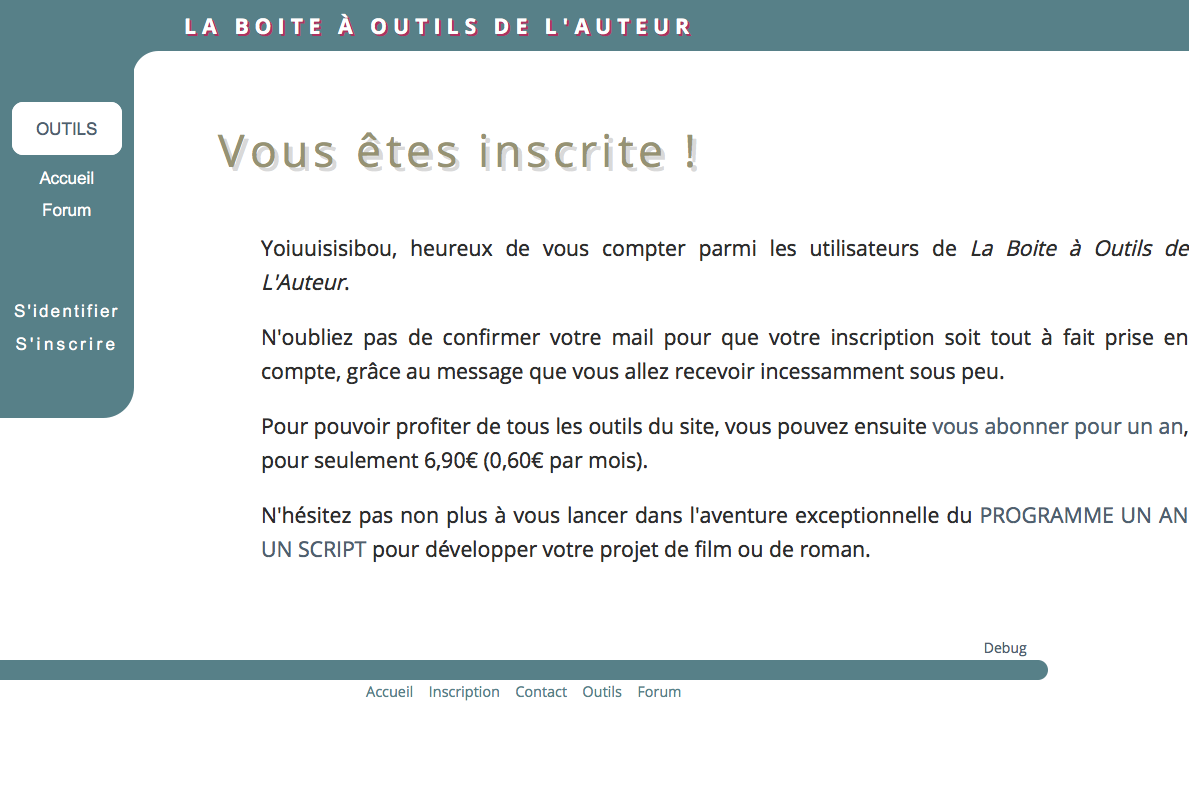 LA BOITE À OUTILS DE L'AUTEUR
OUTILS
Accueil
Forum
S'identifier
S'inscrire
Vous êtes inscrite !
Yoiuuisisibou, heureux de vous compter parmi les utilisateurs de La Boite à Outils de
L'Auteur.
N'oubliez pas de confirmer votre mail pour que votre inscription soit tout à fait prise en
compte, grâce au message que vous allez recevoir incessamment sous peu.
Pour pouvoir profiter de tous les outils du site, vous pouvez ensuite vous abonner pour un an,
pour seulement 6,90€ (0,60€ par mois).
N'hésitez pas non plus à vous lancer dans l'aventure exceptionnelle du PROGRAMME UN AN
UN SCRIPT pour développer votre projet de film ou de roman.
Debug
Accueil Inscription Contact Outils Forum